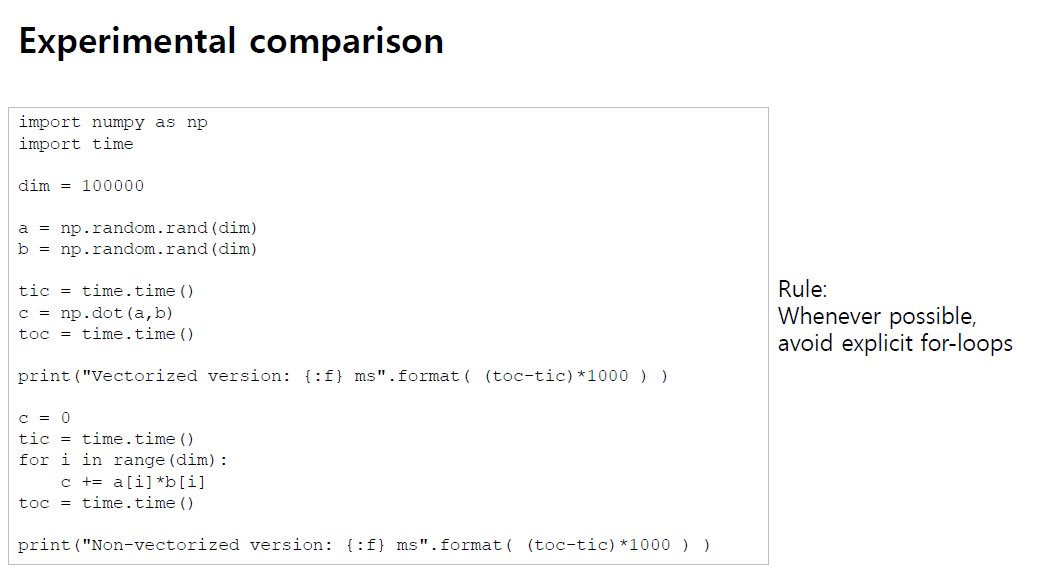 Experimental comparison
import numpy as np
import time
dim = 100000
a = np.random.rand(dim)
b = np.random.rand(dim)
tic = time.time()
c = np.dot(a,b)
toc = time.time()
print("Vectorized version: {:f} ms".format( (toc-tic)*1000 ) )
c = 0
tic = time.time()
for i in range(dim):
    c += a[i]*b[i]
toc = time.time()
print("Non-vectorized version: {:f} ms".format( (toc-tic)*1000 ) )
Rule:
Whenever possible,
avoid explicit for-loops